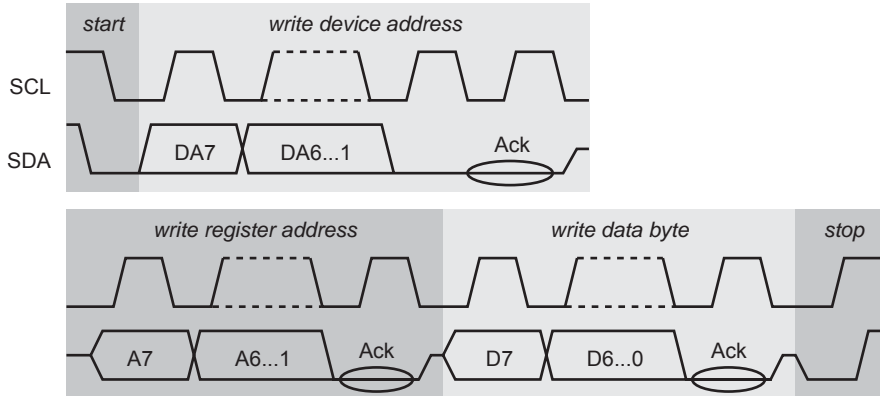 start write device address
SCL
SDA DA7 DA6...1 Ack
write register address write data byte stop
A7 A6...1 Ack D7 D6...0 Ack